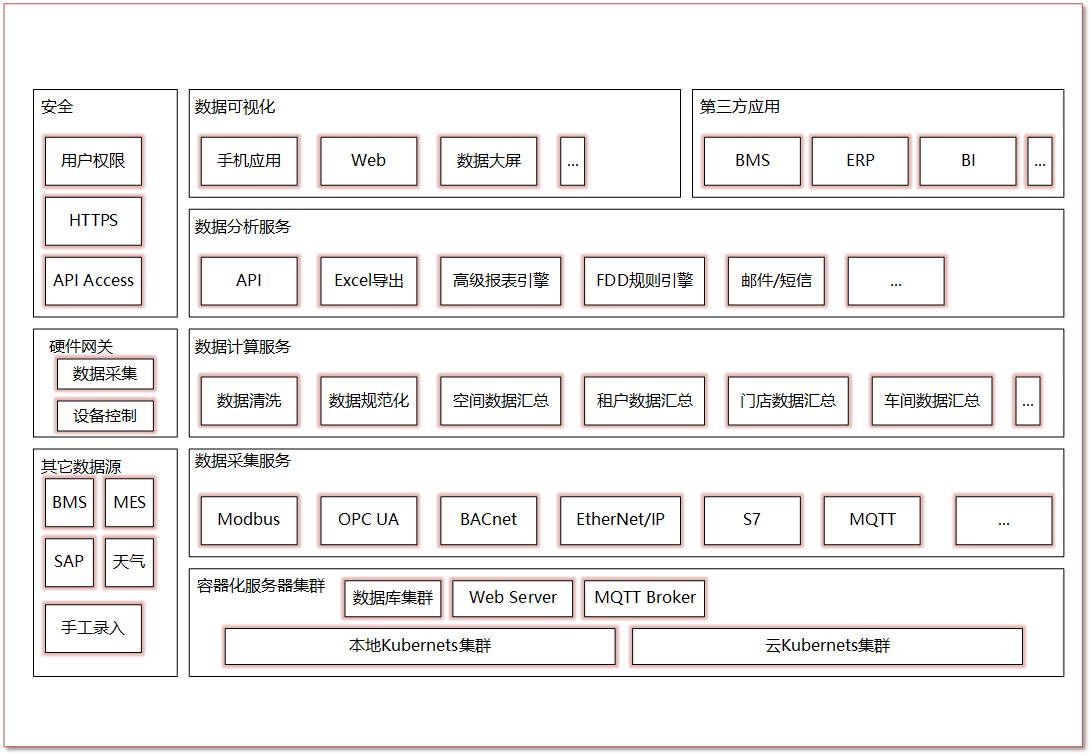 安全
用户权限
HTTPS
API Access
数据可视化
手机应用
Web
数据大屏
...
第三方应用
BMS
ERP
BI
...
数据分析服务
API
Excel导出
高级报表引擎
FDD规则引擎
邮件/短信
...
硬件网关
数据采集
设备控制
数据计算服务
数据清洗
数据规范化
空间数据汇总
租户数据汇总
门店数据汇总
车间数据汇总
...
其它数据源
BMS
MES
SAP
天气
手工录入
数据采集服务
Modbus
OPC UA
BACnet
EtherNet/IP
S7
MQTT
...
容器化服务器集群
数据库集群
Web Server
MQTT Broker
本地Kubernets集群
云Kubernets集群